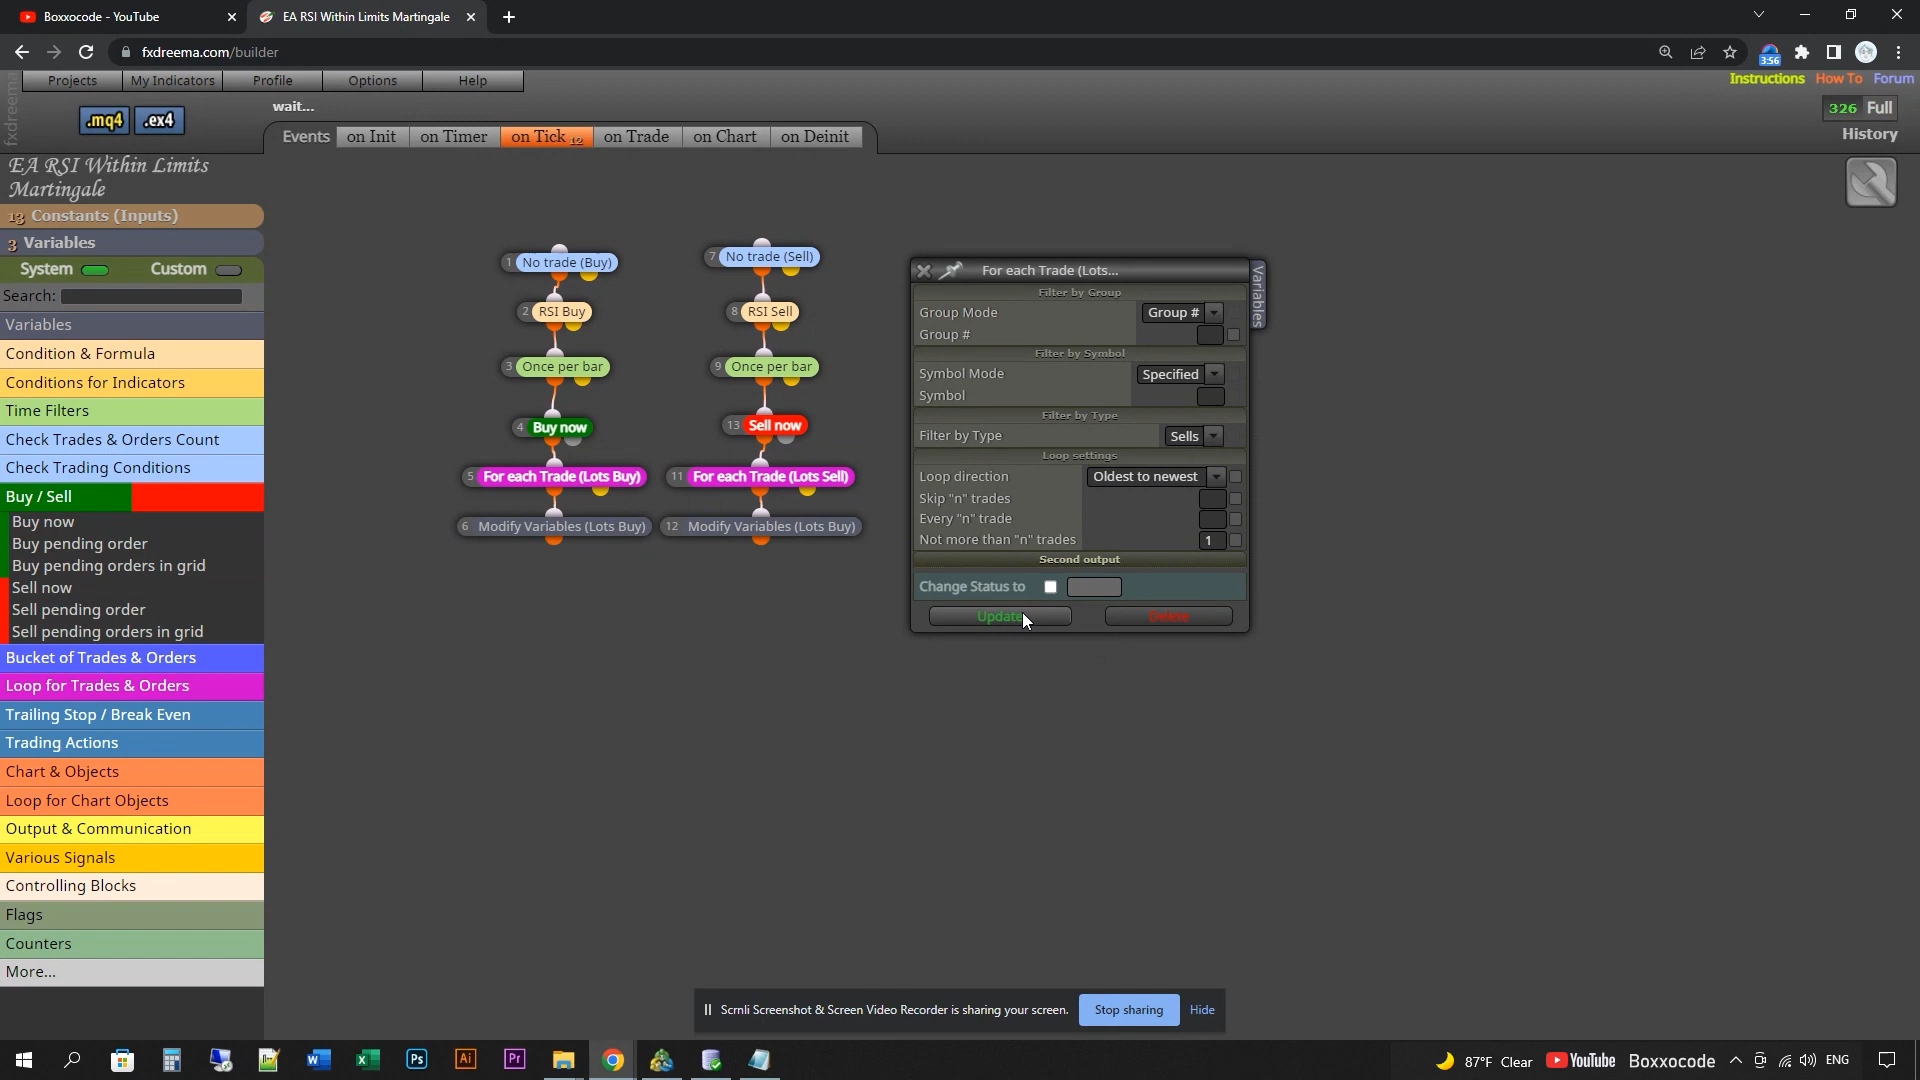 Boxxocode - YouTube
EA RSI Within Limits Martingale
fxdreema.com/builder
3:56
Projects
My Indicators
Profile
Options
Help
Instructions
How To
Forum
fxdreema
.mq4
.ex4
wait...
326 Full
History
Events
on Init
on Timer
on Tick 12
on Trade
on Chart
on Deinit
EA RSI Within Limits
Martingale
13 Constants (Inputs)
3 Variables
System
Custom
Search:
Variables
Condition & Formula
Conditions for Indicators
Time Filters
Check Trades & Orders Count
Check Trading Conditions
Buy / Sell
Buy now
Buy pending order
Buy pending orders in grid
Sell now
Sell pending order
Sell pending orders in grid
Bucket of Trades & Orders
Loop for Trades & Orders
Trailing Stop / Break Even
Trading Actions
Chart & Objects
Loop for Chart Objects
Output & Communication
Various Signals
Controlling Blocks
Flags
Counters
More...
1 No trade (Buy)
2 RSI Buy
3 Once per bar
4 Buy now
5 For each Trade (Lots Buy)
6 Modify Variables (Lots Buy)
7 No trade (Sell)
8 RSI Sell
9 Once per bar
13 Sell now
11 For each Trade (Lots Sell)
12 Modify Variables (Lots Buy)
For each Trade (Lots...
Variables
Filter by Group
Group Mode Group #
Group #
Filter by Symbol
Symbol Mode Specified
Symbol
Filter by Type
Filter by Type Sells
Loop settings
Loop direction Oldest to newest
Skip "n" trades
Every "n" trade
Not more than "n" trades 1
Second output
Change Status to
Update
Delete
Scrnli Screenshot & Screen Video Recorder is sharing your screen.
Stop sharing
Hide
W
X
Ps
Ai
Pr
87°F Clear
YouTube
Boxxocode
ENG